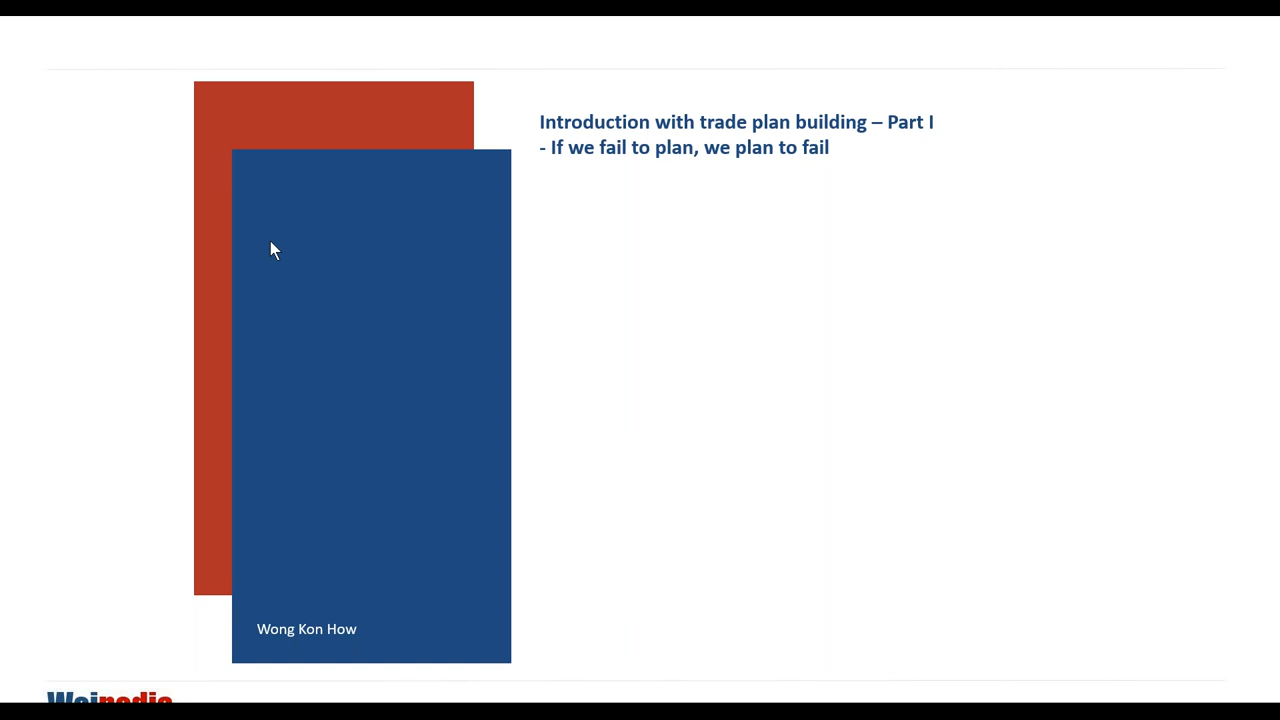 Introduction with trade plan building – Part I
- If we fail to plan, we plan to fail
Wong Kon How